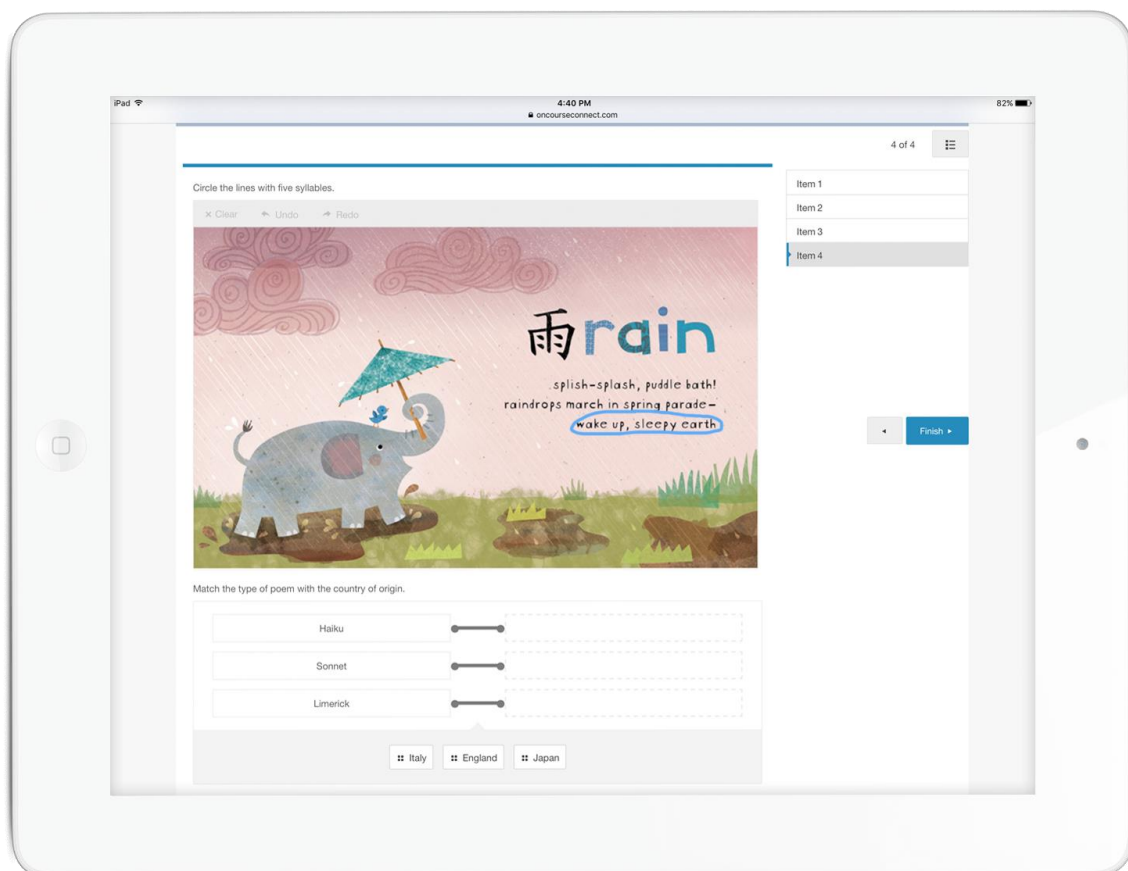 iPad
4:40 PM
82%
oncourseconnect.com
4 of 4
Circle the lines with five syllables.
Clear
Undo
Redo
雨rain
splish-splash, puddle bath!
raindrops march in spring parade–
wake up, sleepy earth
Item 1
Item 2
Item 3
Item 4
Finish
Match the type of poem with the country of origin.
Haiku
Sonnet
Limerick
Italy
England
Japan